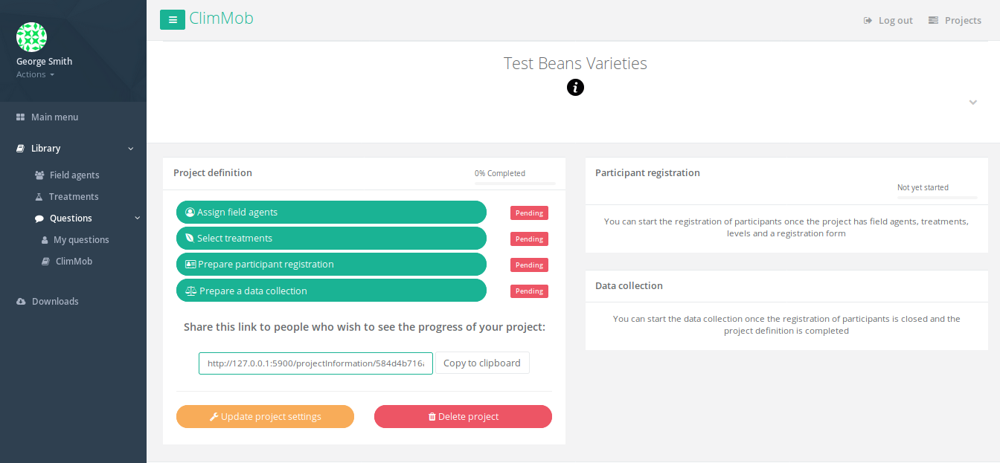 ClimMob
Log out
Projects
George Smith
Actions
Main menu
Library
Field agents
Treatments
Questions
My questions
ClimMob
Downloads
Test Beans Varieties
Project definition
0% Completed
Assign field agents
Pending
Select treatments
Pending
Prepare participant registration
Pending
Prepare a data collection
Pending
Share this link to people who wish to see the progress of your project:
http://127.0.0.1:5900/projectInformation/584d4b716
Copy to clipboard
Update project settings
Delete project
Participant registration
Not yet started
You can start the registration of participants once the project has field agents, treatments,
levels and a registration form
Data collection
You can start the data collection once the registration of participants is closed and the
project definition is completed